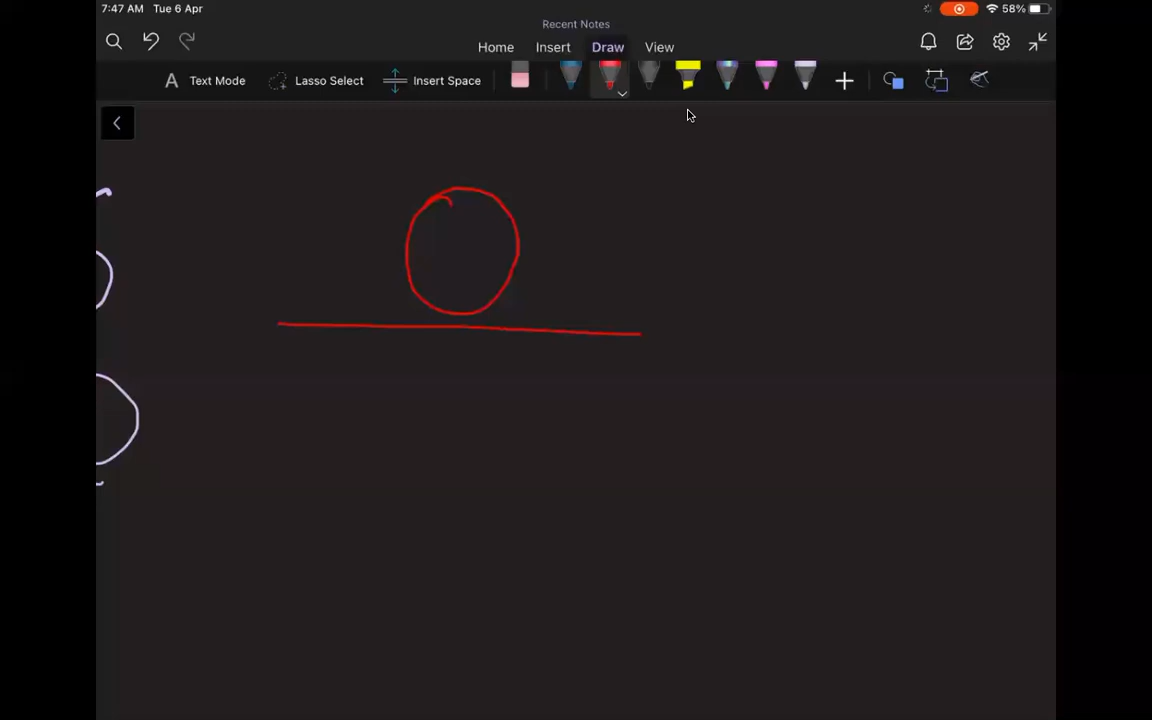 7:47 AM Tue 6 Apr
58%
Recent Notes
Home Insert Draw View
A Text Mode Lasso Select Insert Space